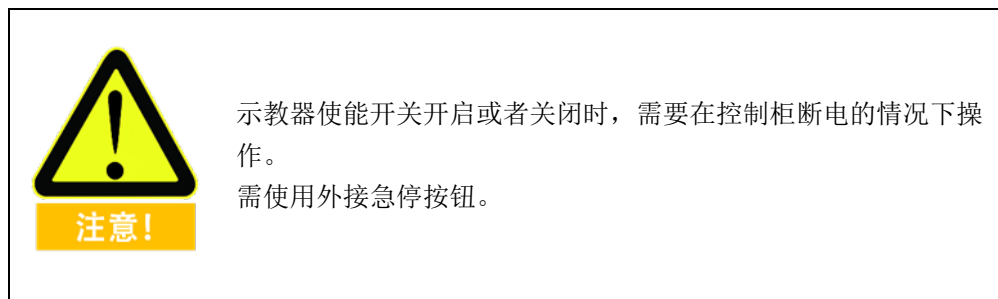 示教器使能开关开启或者关闭时，需要在控制柜断电的情况下操
作。
需使用外接急停按钮。
注意！